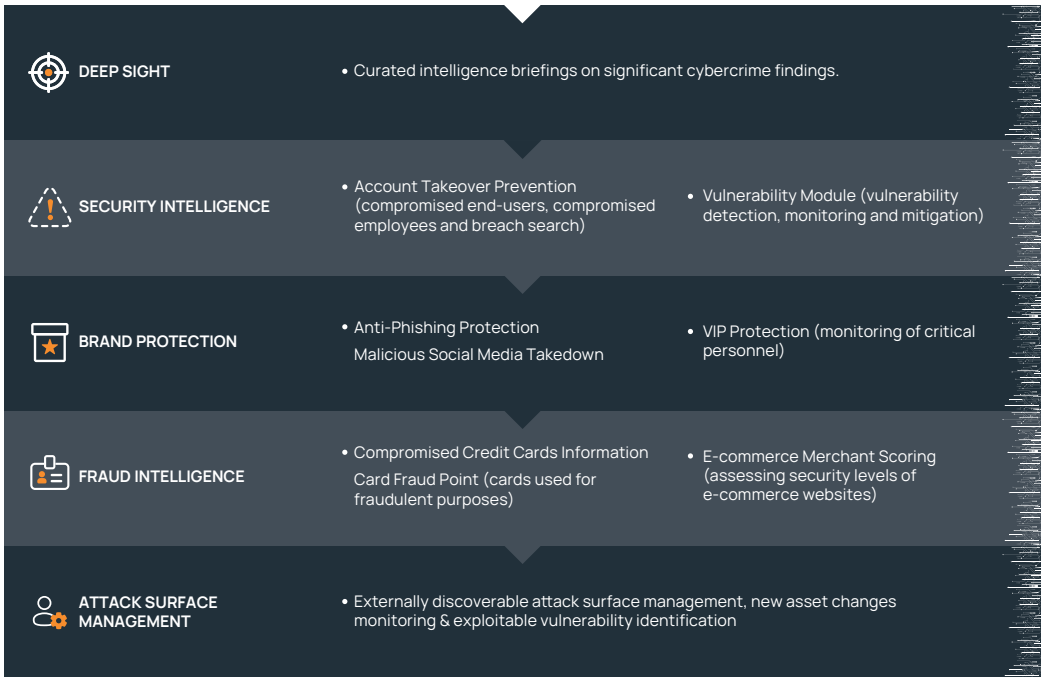 DEEP SIGHT
• Curated intelligence briefings on significant cybercrime findings.
SECURITY INTELLIGENCE
• Account Takeover Prevention
(compromised end-users, compromised
employees and breach search)
• Vulnerability Module (vulnerability
detection, monitoring and mitigation)
BRAND PROTECTION
• Anti-Phishing Protection
Malicious Social Media Takedown
• VIP Protection (monitoring of critical
personnel)
FRAUD INTELLIGENCE
• Compromised Credit Cards Information
Card Fraud Point (cards used for
fraudulent purposes)
• E-commerce Merchant Scoring
(assessing security levels of
e-commerce websites)
ATTACK SURFACE
MANAGEMENT
• Externally discoverable attack surface management, new asset changes
monitoring & exploitable vulnerability identification